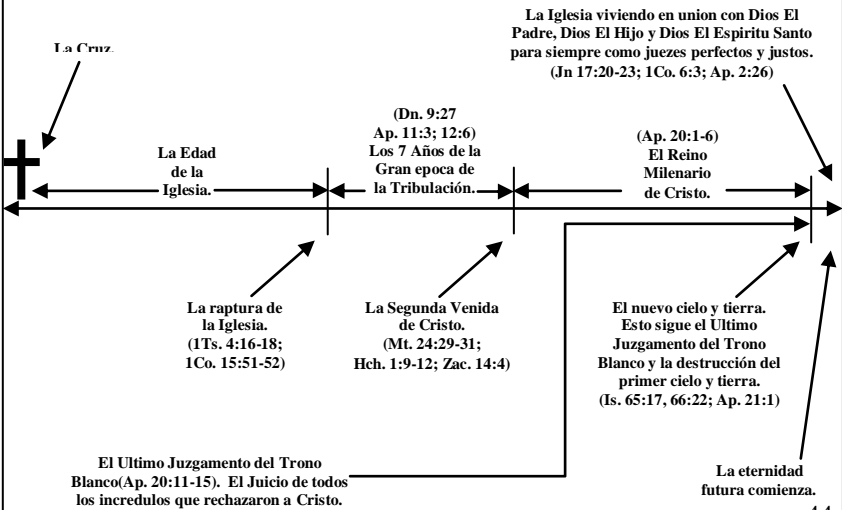 La Iglesia viviendo en union con Dios El
Padre, Dios El Hijo y Dios El Espiritu Santo
para siempre como juezes perfectos y justos.
(Jn 17:20-23; 1Co. 6:3; Ap. 2:26)
La Cruz.
(Dn. 9:27
Ap. 11:3; 12:6)
Los 7 Años de la
Gran epoca de
la Tribulación.
La Edad
de la
Iglesia.
(Ap. 20:1-6)
El Reino
Milenario
de Cristo.
La raptura de
la Iglesia.
(1Ts. 4:16-18;
1Co. 15:51-52)
La Segunda Venida
de Cristo.
(Mt. 24:29-31;
Hch. 1:9-12; Zac. 14:4)
El nuevo cielo y tierra.
Esto sigue el Ultimo
Juzgamento del Trono
Blanco y la destrucción del
primer cielo y tierra.
(Is. 65:17, 66:22; Ap. 21:1)
El Ultimo Juzgamento del Trono
Blanco(Ap. 20:11-15).  El Juicio de todos
los incredulos que rechazaron a Cristo.
La eternidad
futura comienza.